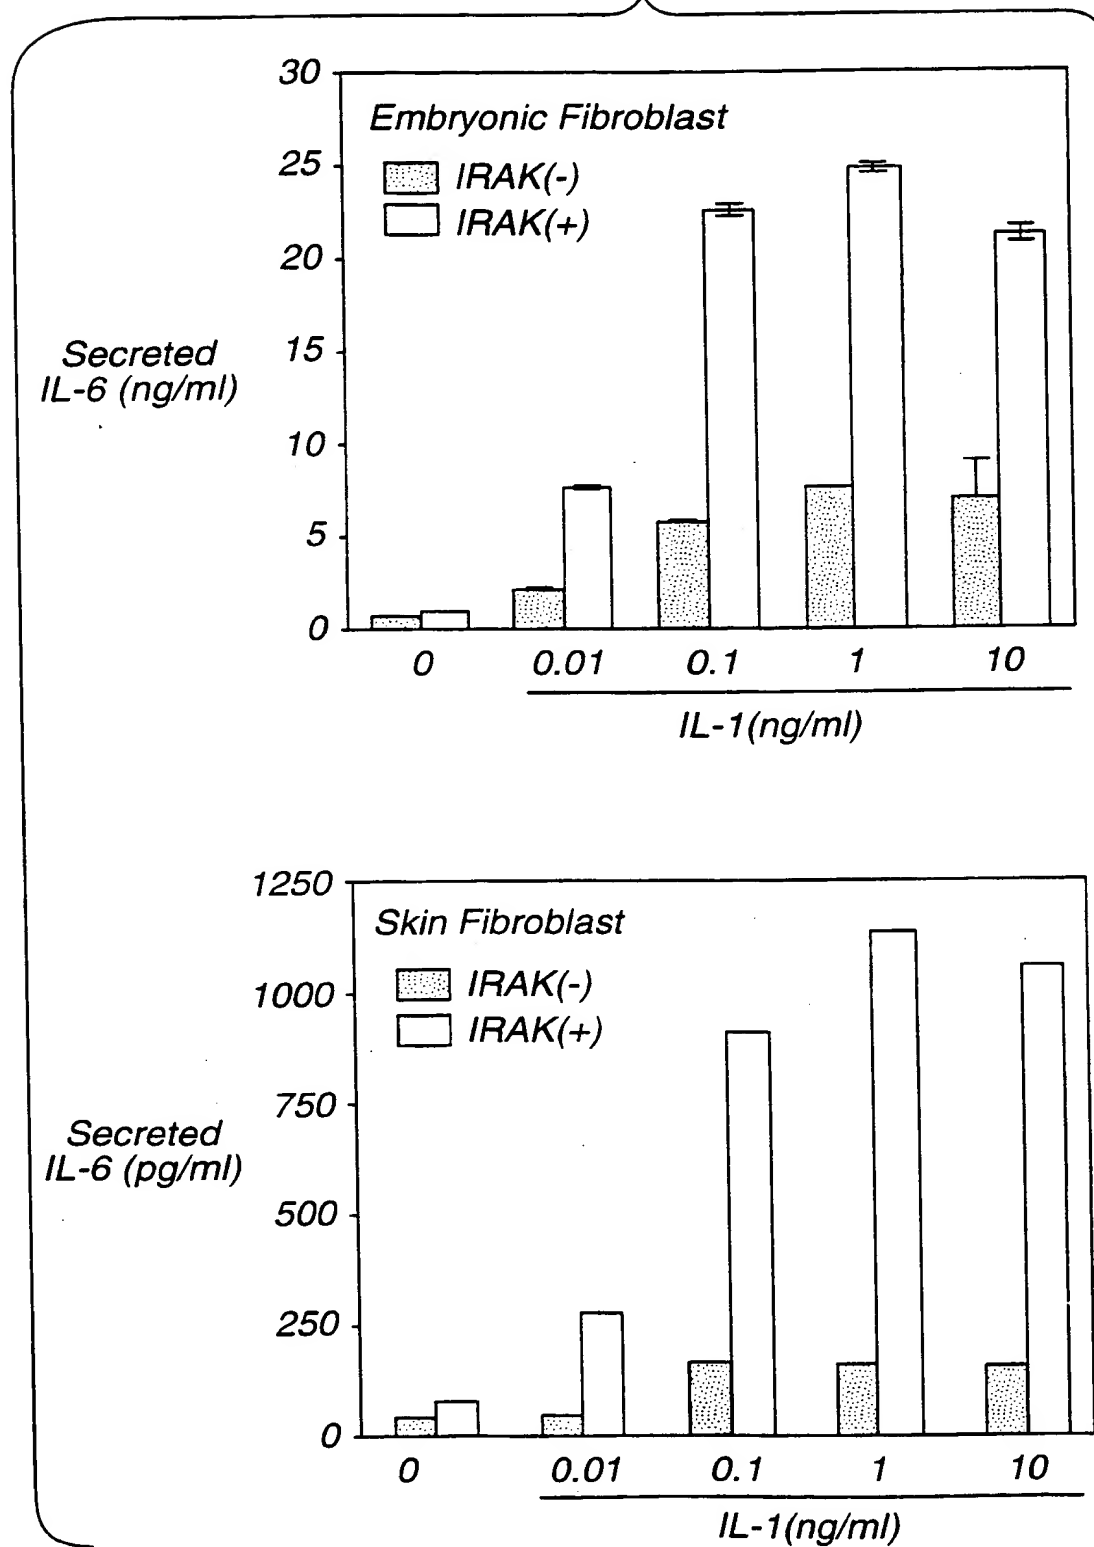 30
Embryonic Fibroblast
25
IRAK(-)
IRAK(+)
20
15
Secreted
IL-6 (ng/ml)
10
5
0
0 0.01 0.1 1 10
IL-1(ng/ml)
1250
Skin Fibroblast
IRAK(-)
1000
IRAK(+)
750
Secreted
IL-6 (pg/ml)
500
250
0
0 0.01 0.1 1 10
IL-1(ng/ml)